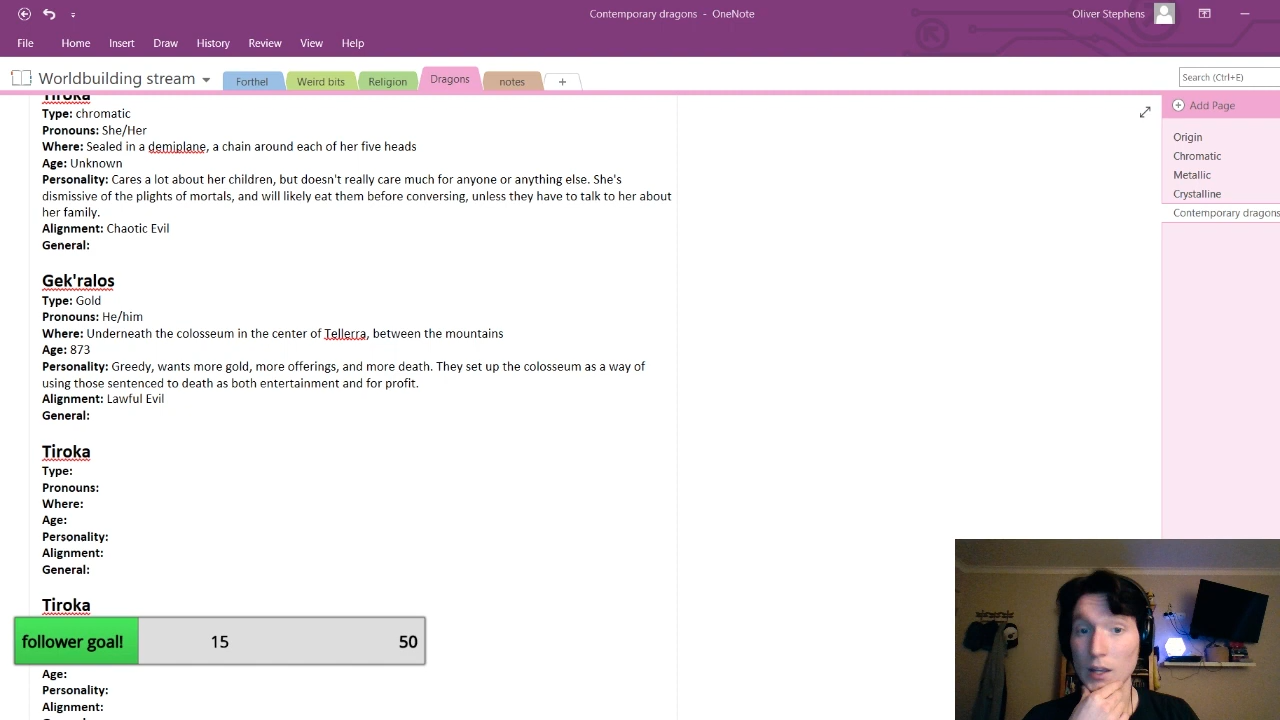 Contemporary dragons - OneNote
Oliver Stephens
File Home Insert Draw History Review View Help
Worldbuilding stream
Forthel Weird bits Religion Dragons notes +
Search (Ctrl+E)
Add Page
Origin
Chromatic
Metallic
Crystalline
Contemporary dragons
Tiroka
Type: chromatic
Pronouns: She/Her
Where: Sealed in a demiplane, a chain around each of her five heads
Age: Unknown
Personality: Cares a lot about her children, but doesn't really care much for anyone or anything else. She's
dismissive of the plights of mortals, and will likely eat them before conversing, unless they have to talk to her about
her family.
Alignment: Chaotic Evil
General:
Gek'ralos
Type: Gold
Pronouns: He/him
Where: Underneath the colosseum in the center of Tellerra, between the mountains
Age: 873
Personality: Greedy, wants more gold, more offerings, and more death. They set up the colosseum as a way of
using those sentenced to death as both entertainment and for profit.
Alignment: Lawful Evil
General:
Tiroka
Type:
Pronouns:
Where:
Age:
Personality:
Alignment:
General:
Tiroka
follower goal! 15 50
Age:
Personality:
Alignment: